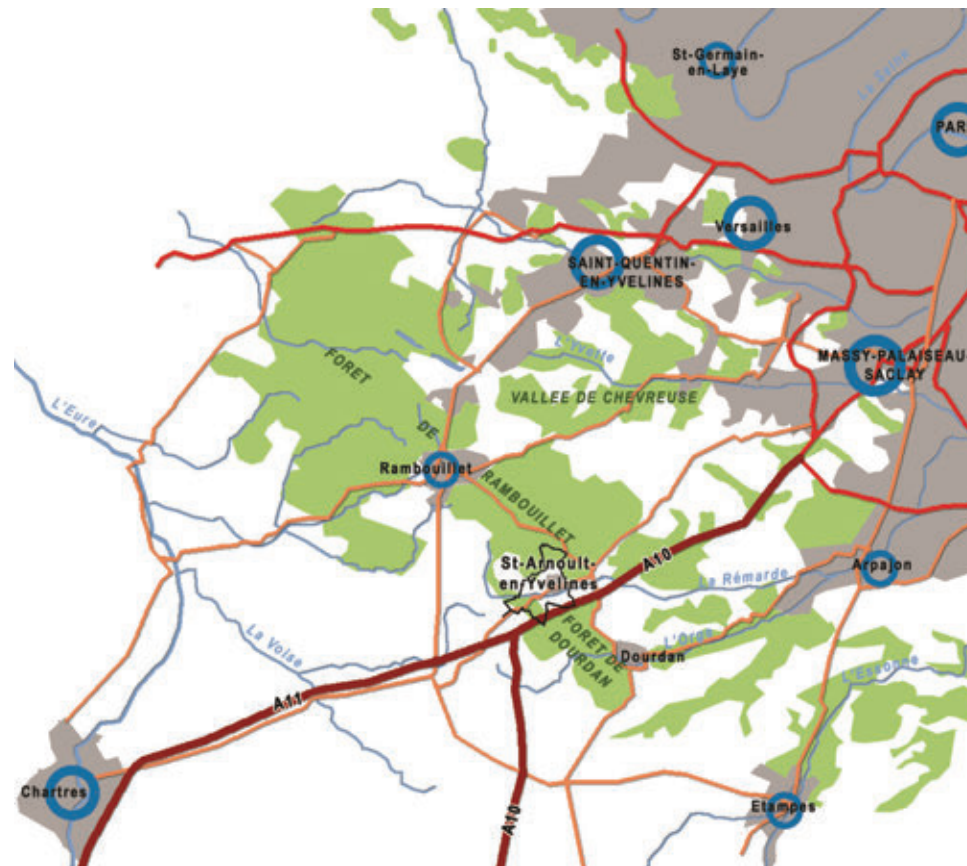 St-Germain-
en-Laye
La Seine
PAR
Versailles
SAINT-QUENTIN-
EN-YVELINES
L'Yvette
MASSY-PALAISEAU-
SACLAY
FORET
VALLEE DE CHEVREUSE
L'Eure
DE
Rambouillet
RAMBOUILLET
St-Arnoult-
en-Yvelines
A10
La Rémarde
Arpajon
FORET DE
DOURDAN
L'Orge
Dourdan
La Voise
L'Essonne
A11
Chartres
A10
Etampes